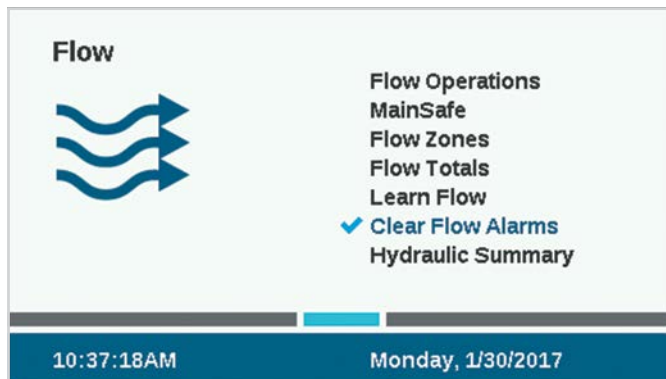 Flow
Flow Operations
MainSafe
Flow Zones
Flow Totals
Learn Flow
Clear Flow Alarms
Hydraulic Summary
10:37:18AM Monday, 1/30/2017